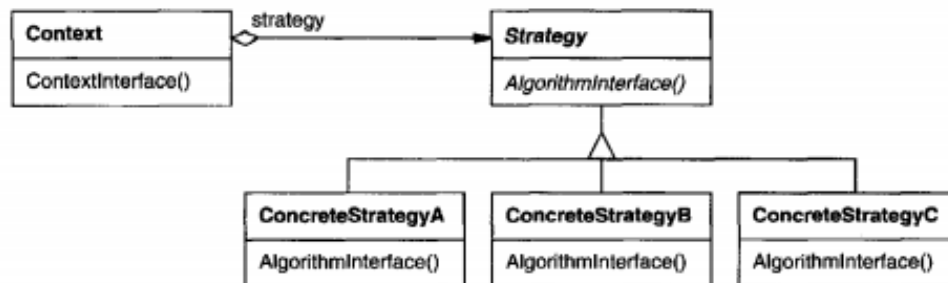 Context
strategy
Strategy
ContextInterface()
AlgorithmInterface()
ConcreteStrategyA
ConcreteStrategyB
ConcreteStrategyC
AlgorithmInterface()
AlgorithmInterface()
AlgorithmInterface()